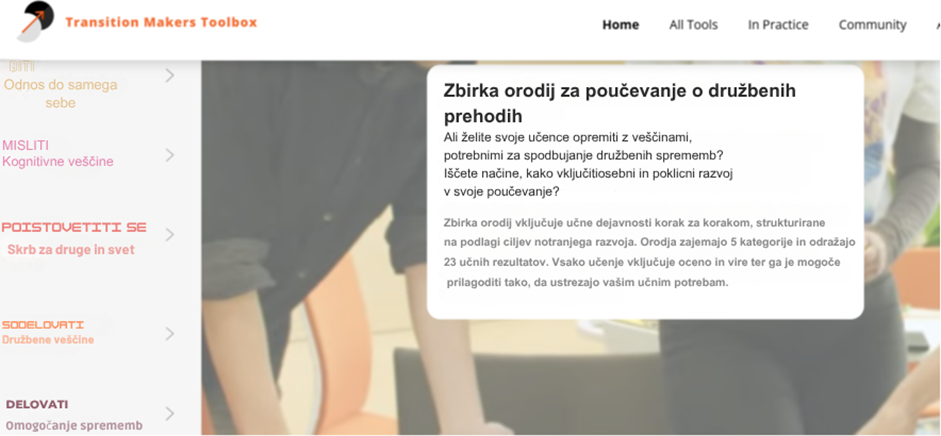 Transition Makers Toolbox
Home All Tools In Practice Community
BITI
Odnos do samega
sebe
MISLITI
Kognitivne veščine
POISTOVETITI SE
Skrb za druge in svet
SODELOVATI
Družbene veščine
DELOVATI
Omogočanje sprememb
Zbirka orodij za poučevanje o družbenih
prehodih
Ali želite svoje učence opremiti z veščinami,
potrebnimi za spodbujanje družbenih sprememb?
Iščete načine, kako vključitiosebni in poklicni razvoj
v svoje poučevanje?
Zbirka orodij vključuje učne dejavnosti korak za korakom, strukturirane
na podlagi ciljev notranjega razvoja. Orodja zajemajo 5 kategorije in odražajo
23 učnih rezultatov. Vsako učenje vključuje oceno in vire ter ga je mogoče
prilagoditi tako, da ustrezajo vašim učnim potrebam.